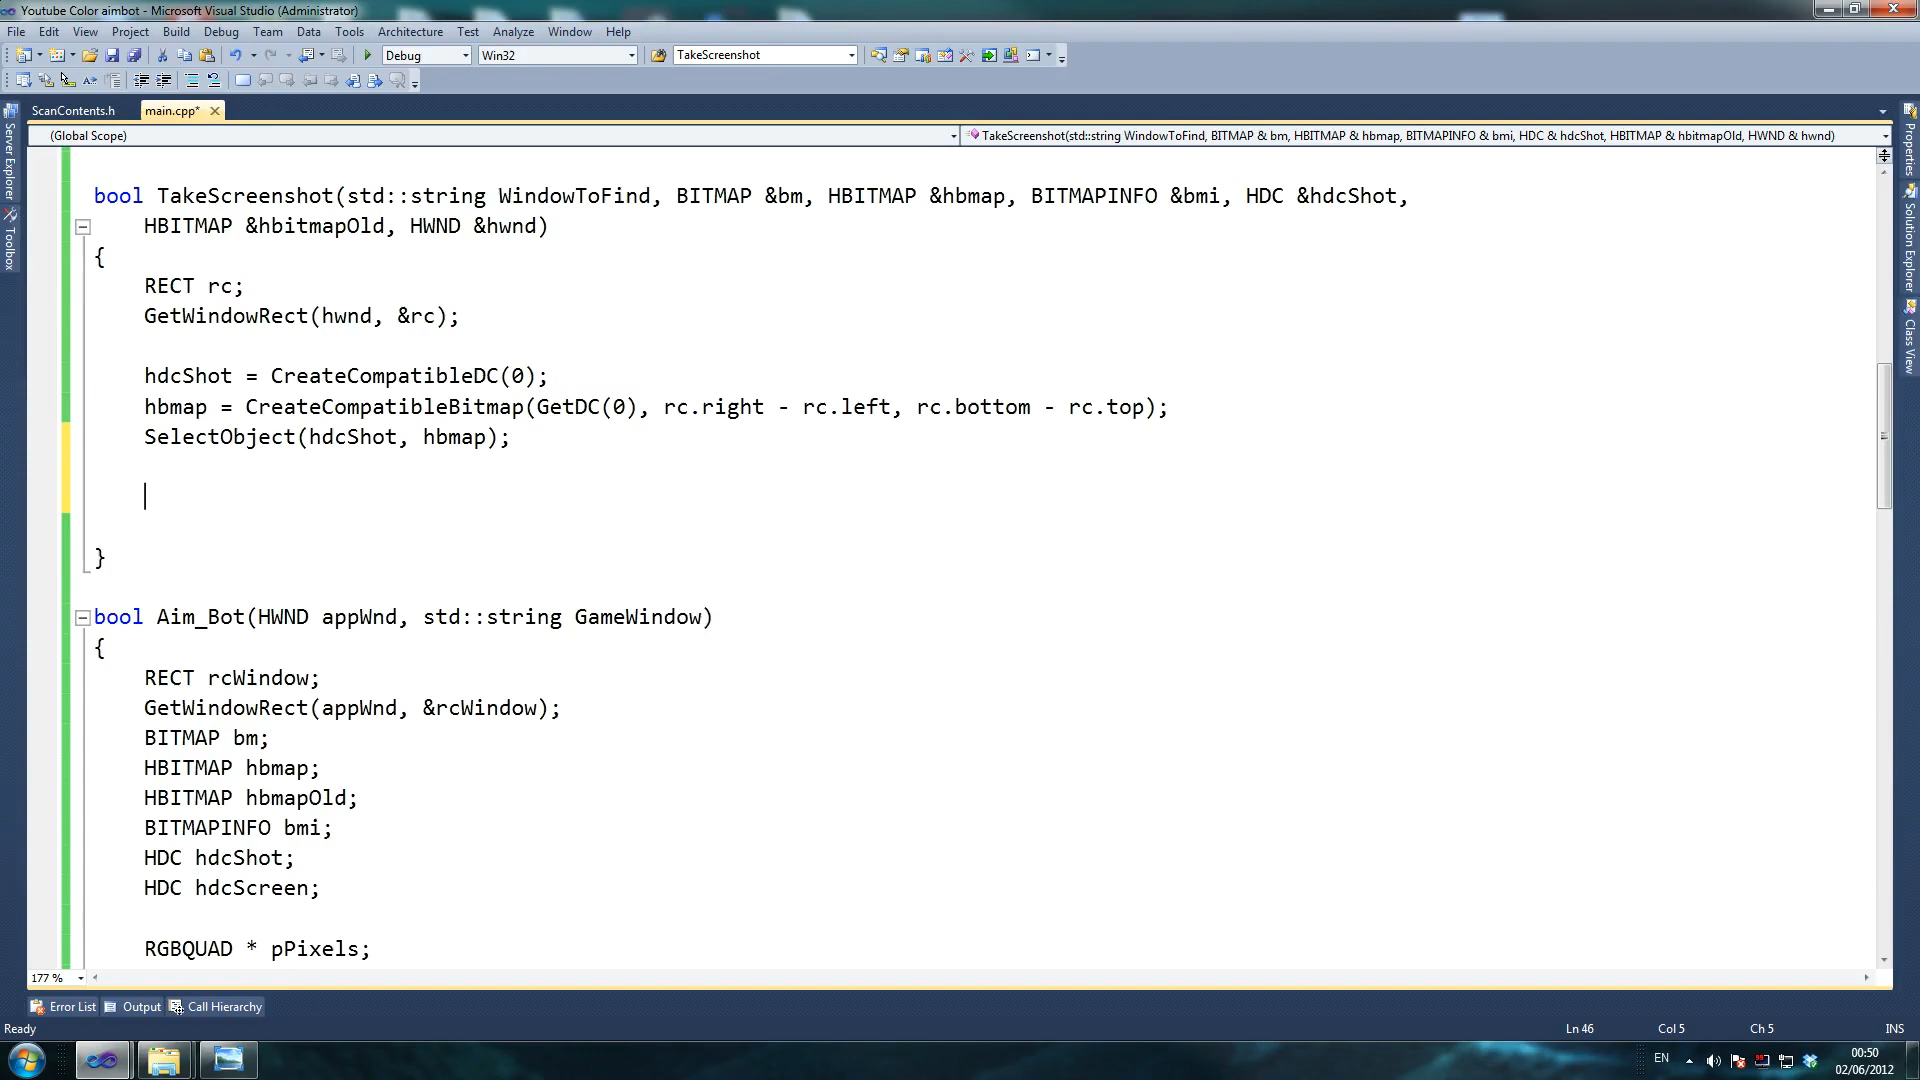 Youtube Color aimbot - Microsoft Visual Studio (Administrator)
File Edit View Project Build Debug Team Data Tools Architecture Test Analyze Window Help
Debug Win32 TakeScreenshot
ScanContents.h main.cpp*
(Global Scope) TakeScreenshot(std::string WindowToFind, BITMAP & bm, HBITMAP & hbmap, BITMAPINFO & bmi, HDC & hdcShot, HBITMAP & hbitmapOld, HWND & hwnd)
Server Explorer
Toolbox
Properties
Solution Explorer
Class View
bool TakeScreenshot(std::string WindowToFind, BITMAP &bm, HBITMAP &hbmap, BITMAPINFO &bmi, HDC &hdcShot,
HBITMAP &hbitmapOld, HWND &hwnd)
{
RECT rc;
GetWindowRect(hwnd, &rc);
hdcShot = CreateCompatibleDC(0);
hbmap = CreateCompatibleBitmap(GetDC(0), rc.right - rc.left, rc.bottom - rc.top);
SelectObject(hdcShot, hbmap);
}
bool Aim_Bot(HWND appWnd, std::string GameWindow)
{
RECT rcWindow;
GetWindowRect(appWnd, &rcWindow);
BITMAP bm;
HBITMAP hbmap;
HBITMAP hbmapOld;
BITMAPINFO bmi;
HDC hdcShot;
HDC hdcScreen;
RGBQUAD * pPixels;
177 %
Error List Output Call Hierarchy
Ready Ln 46 Col 5 Ch 5 INS
EN 00:50
02/06/2012